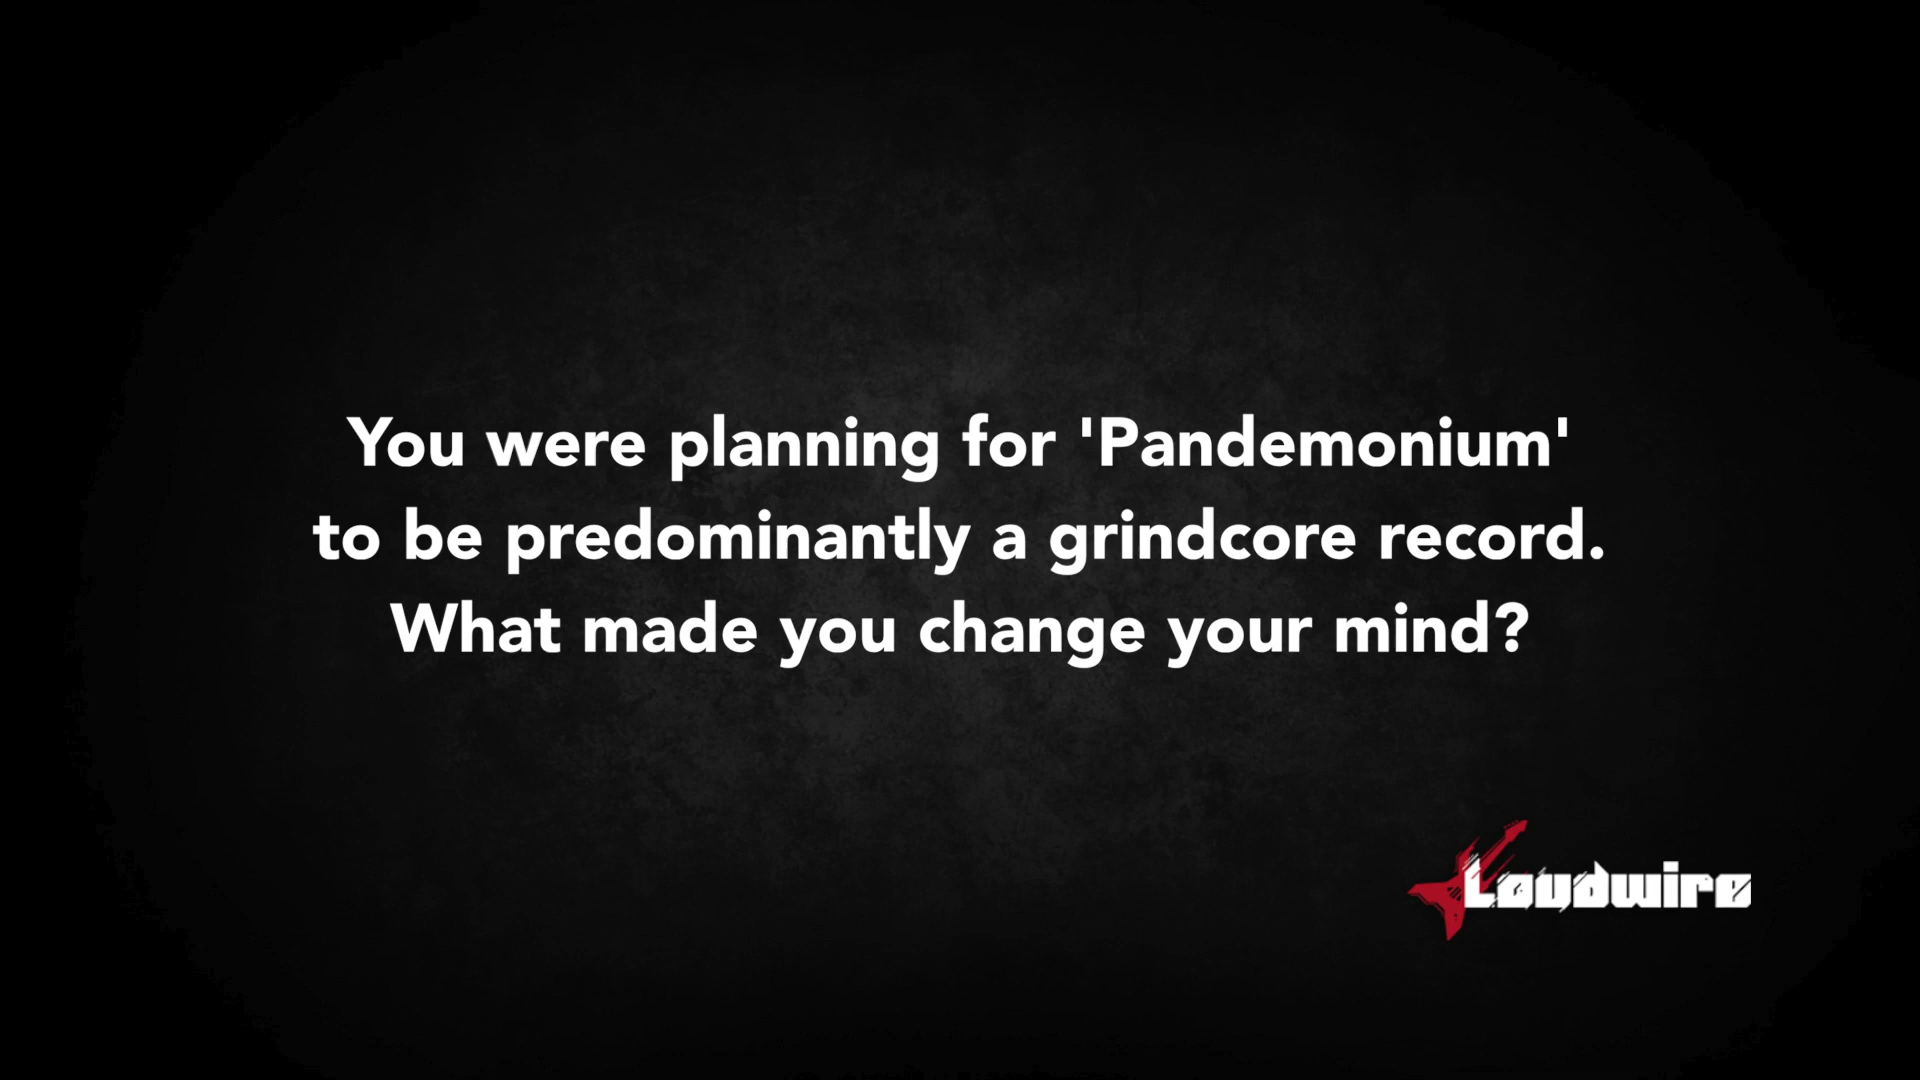 You were planning for 'Pandemonium'
to be predominantly a grindcore record.
What made you change your mind?
Loudwire